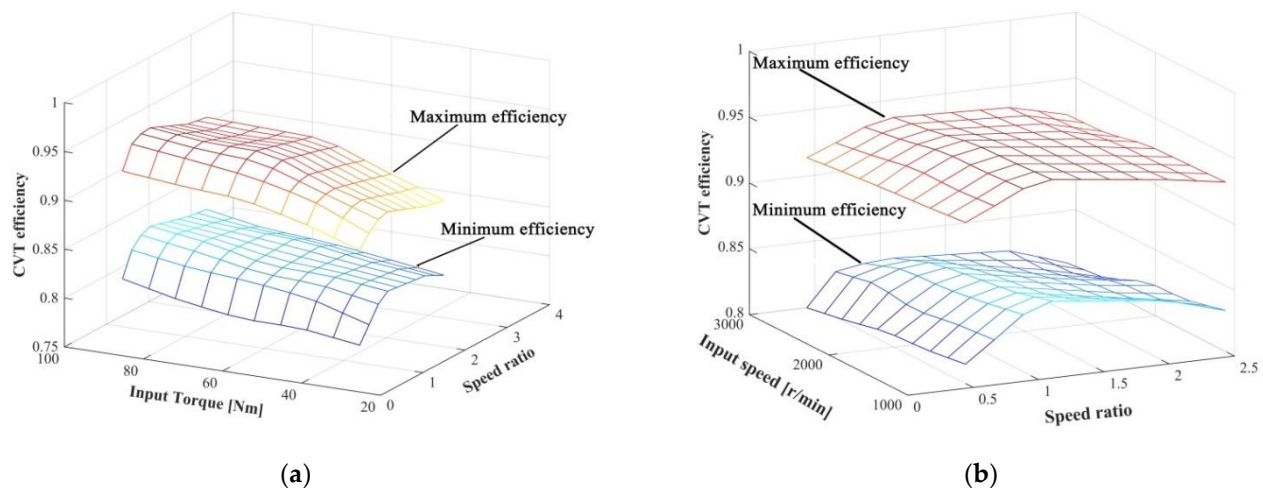 1
0.95
0.9
0.85
0.8
0.75
CVT efficiency
100
80
60
40
20
Input Torque [Nm]
0
1
2
3
4
Speed ratio
Maximum efficiency
Minimum efficiency
(a)
1
0.95
0.9
0.85
0.8
CVT efficiency
3000
2000
1000
Input speed [r/min]
0
0.5
1
1.5
2
2.5
Speed ratio
Maximum efficiency
Minimum efficiency
(b)